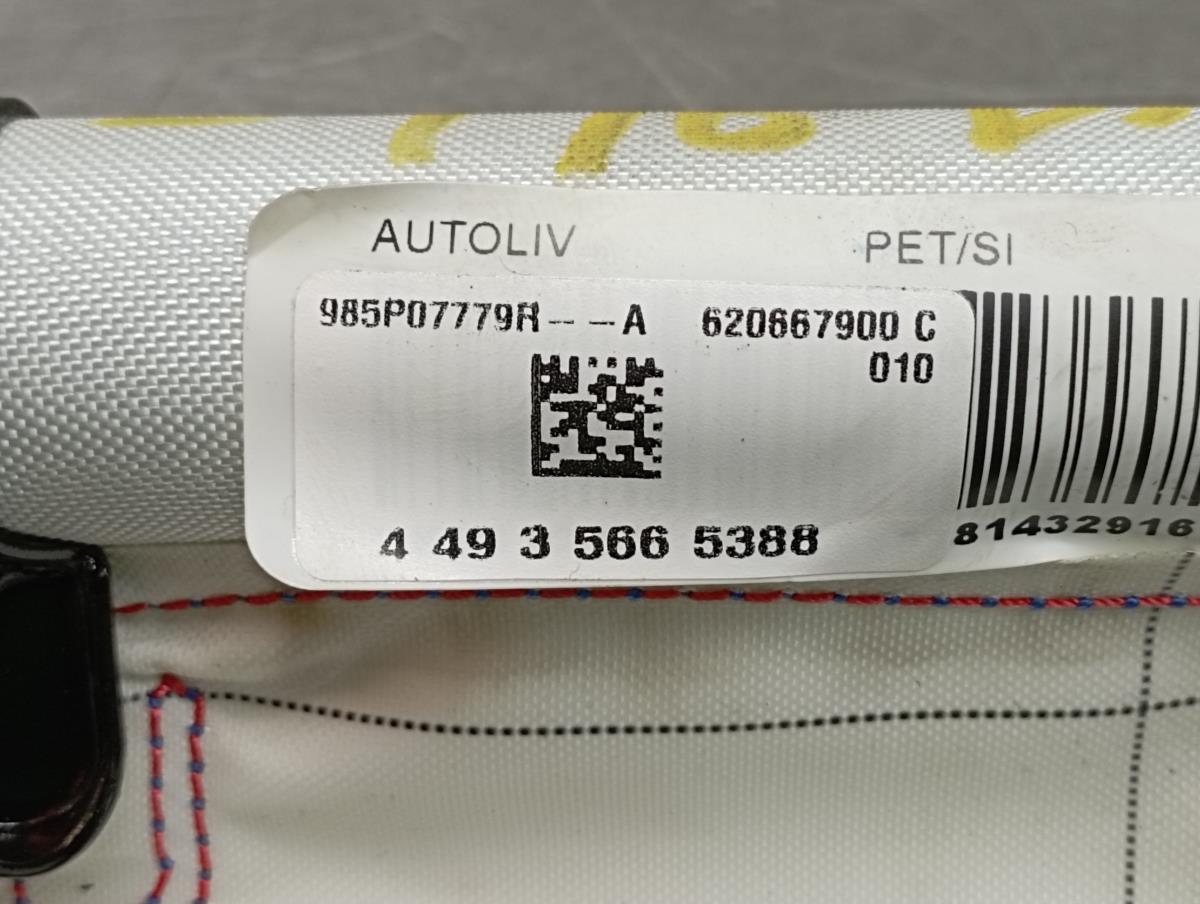 AUTOLIV PET/SI
985P07779R-- --A 620667900 C
010
4 49 3 566 5388
81432916